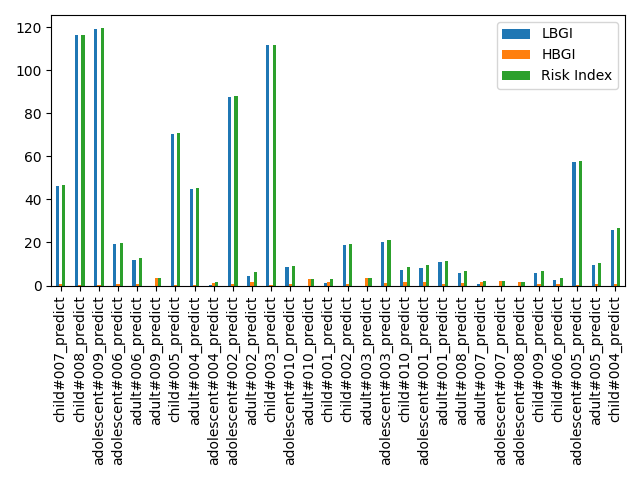 120
100
80
60
40
20
0
LBGI
HBGI
Risk Index
child#007_predict
child#008_predict
adolescent#009_predict
adolescent#006_predict
adult#006_predict
adult#009_predict
child#005_predict
adult#004_predict
adolescent#004_predict
adolescent#002_predict
adult#002_predict
child#003_predict
adolescent#010_predict
adult#010_predict
child#001_predict
child#002_predict
adult#003_predict
adolescent#003_predict
child#010_predict
adolescent#001_predict
adult#001_predict
adult#008_predict
adult#007_predict
adolescent#007_predict
adolescent#008_predict
child#009_predict
child#006_predict
adolescent#005_predict
adult#005_predict
child#004_predict